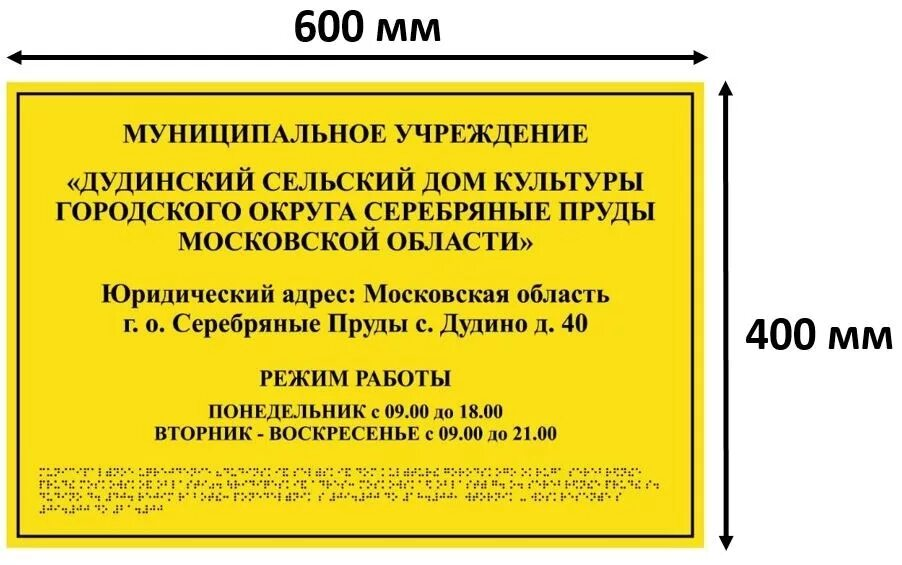 600 мм
МУНИЦИПАЛЬНОЕ УЧРЕЖДЕНИЕ
«ДУДИНСКИЙ СЕЛЬСКИЙ ДОМ КУЛЬТУРЫ
ГОРОДСКОГО ОКРУГА СЕРЕБРЯНЫЕ ПРУДЫ
МОСКОВСКОЙ ОБЛАСТИ»
Юридический адрес: Московская область
г. о. Серебряные Пруды с. Дудино д. 40
400 мм
РЕЖИМ РАБОТЫ
ПОНЕДЕЛЬНИК с 09.00 до 18.00
ВТОРНИК - ВОСКРЕСЕНЬЕ с 09.00 до 21.00